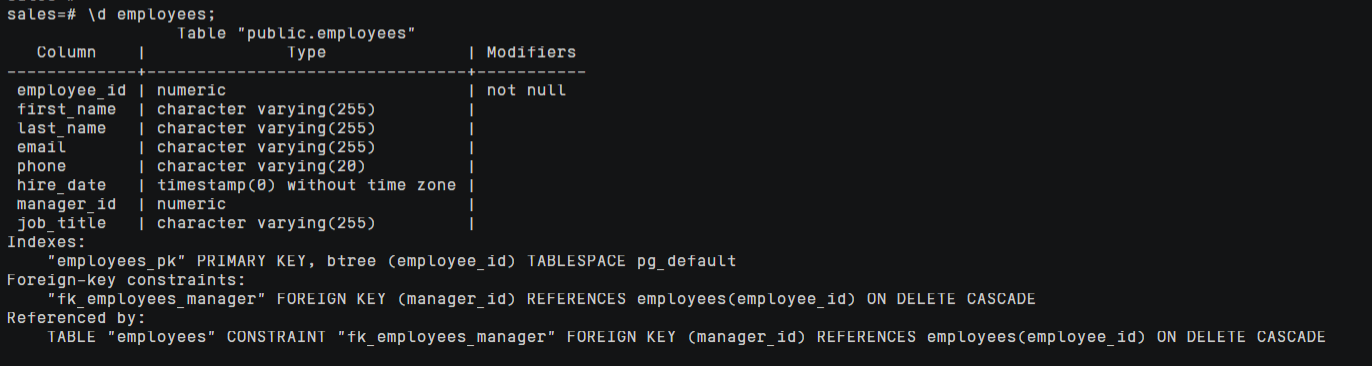 sales=# \d employees;
                 Table "public.employees"
   Column    |              Type              | Modifiers
-------------+--------------------------------+-----------
 employee_id | numeric                        | not null
 first_name  | character varying(255)         |
 last_name   | character varying(255)         |
 email       | character varying(255)         |
 phone       | character varying(20)          |
 hire_date   | timestamp(0) without time zone |
 manager_id  | numeric                        |
 job_title   | character varying(255)         |
Indexes:
    "employees_pk" PRIMARY KEY, btree (employee_id) TABLESPACE pg_default
Foreign-key constraints:
    "fk_employees_manager" FOREIGN KEY (manager_id) REFERENCES employees(employee_id) ON DELETE CASCADE
Referenced by:
    TABLE "employees" CONSTRAINT "fk_employees_manager" FOREIGN KEY (manager_id) REFERENCES employees(employee_id) ON DELETE CASCADE